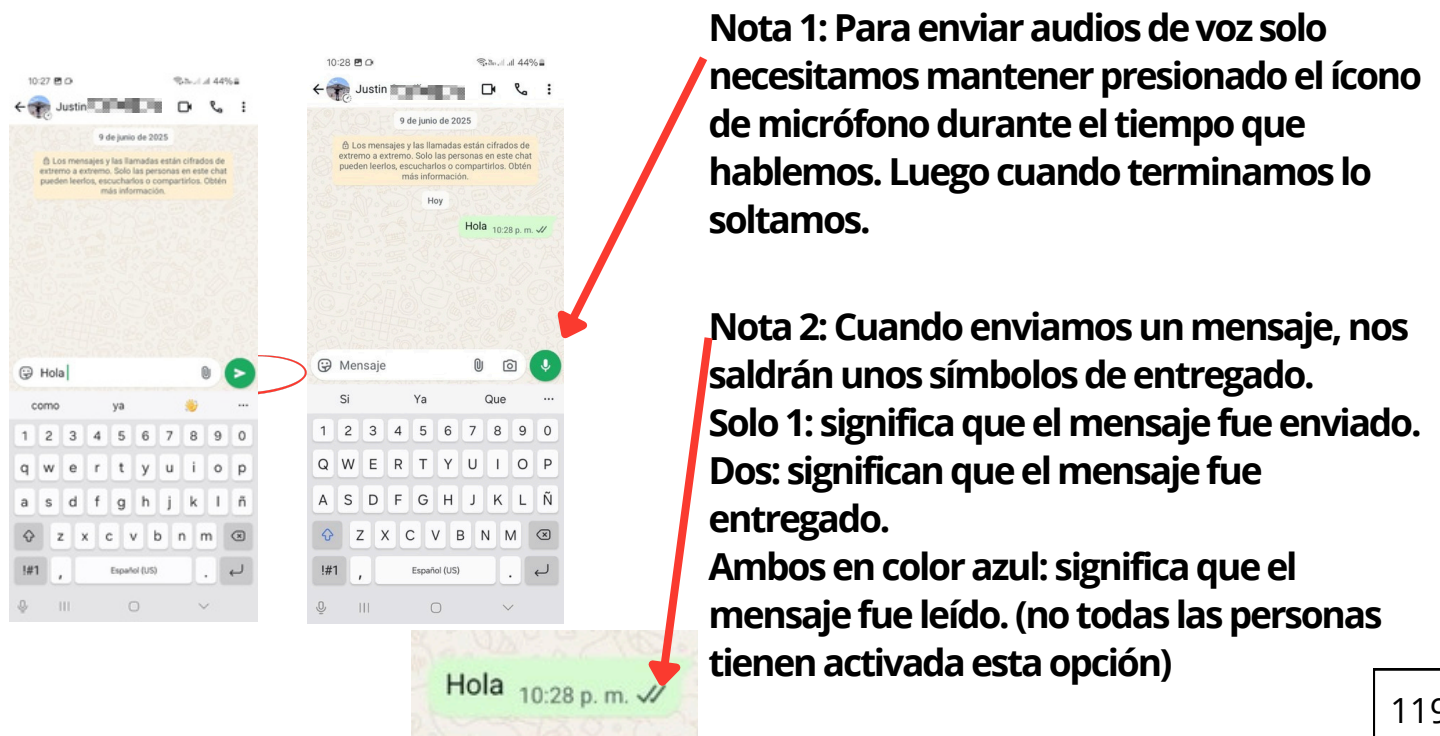 10:27
44%
Justin
9 de junio de 2025
Los mensajes y las llamadas están cifrados de
extremo a extremo. Solo las personas en este chat
pueden leerlos, escucharlos o compartirlos. Obtén
más información.
Hola
como ya 👋 ...
1 2 3 4 5 6 7 8 9 0
q w e r t y u i o p
a s d f g h j k l ñ
z x c v b n m
!#1 , Español (US) .
10:28
44%
Justin
9 de junio de 2025
Los mensajes y las llamadas están cifrados de
extremo a extremo. Solo las personas en este chat
pueden leerlos, escucharlos o compartirlos. Obtén
más información.
Hoy
Hola 10:28 p. m.
Mensaje
Si Ya Que ...
1 2 3 4 5 6 7 8 9 0
Q W E R T Y U I O P
A S D F G H J K L Ñ
Z X C V B N M
!#1 , Español (US) .
Hola 10:28 p. m.
Nota 1: Para enviar audios de voz solo
necesitamos mantener presionado el ícono
de micrófono durante el tiempo que
hablemos. Luego cuando terminamos lo
soltamos.
Nota 2: Cuando enviamos un mensaje, nos
saldrán unos símbolos de entregado.
Solo 1: significa que el mensaje fue enviado.
Dos: significan que el mensaje fue
entregado.
Ambos en color azul: significa que el
mensaje fue leído. (no todas las personas
tienen activada esta opción)
119